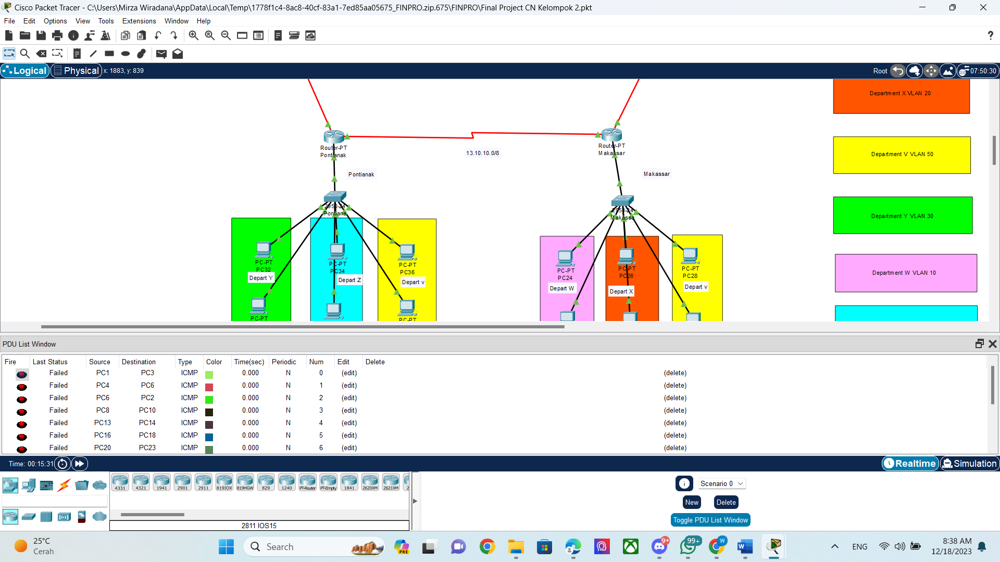 Cisco Packet Tracer - C:\Users\Mirza Wiradana\AppData\Local\Temp\1778f1c4-8ac8-40cf-83a1-7ed85aa05675_FINPRO.zip.675\FINPRO\Final Project CN Kelompok 2.pkt
File Edit Options View Tools Extensions Window Help
Logical Physical x: 1883, y: 839 Root 07:50:30
Department X VLAN 20
Router-PT
Pontianak
Router-PT
Makassar
13.10.10.0/8
Department V VLAN 50
Pontianak
Makassar
2950-24
Pontiana
2950-24
Makassa
Department Y VLAN 30
PC-PT
PC32
Depart Y
PC-PT
PC34
Depart Z
PC-PT
PC36
Depart v
PC-PT
PC24
Depart W
PC-PT
PC26
Depart X
PC-PT
PC28
Depart v
Department W VLAN 10
PC-PT
PC-PT
PDU List Window
Fire Last Status Source Destination Type Color Time(sec) Periodic Num Edit Delete
Failed PC1 PC3 ICMP 0.000 N 0 (edit) (delete)
Failed PC4 PC6 ICMP 0.000 N 1 (edit) (delete)
Failed PC6 PC2 ICMP 0.000 N 2 (edit) (delete)
Failed PC8 PC10 ICMP 0.000 N 3 (edit) (delete)
Failed PC13 PC14 ICMP 0.000 N 4 (edit) (delete)
Failed PC16 PC18 ICMP 0.000 N 5 (edit) (delete)
Failed PC20 PC23 ICMP 0.000 N 6 (edit) (delete)
Time: 00:15:31 Realtime Simulation
4331 4321 1941 2901 2911 819IOX 819HGW 829 1240 PT-Router PT-Empty 1841 2620XM 2621XM 2
Scenario 0
New Delete
Toggle PDU List Window
2811 IOS15
25°C
Cerah
Search
PRE
9+
99+
W
W
ENG
8:38 AM
12/18/2023